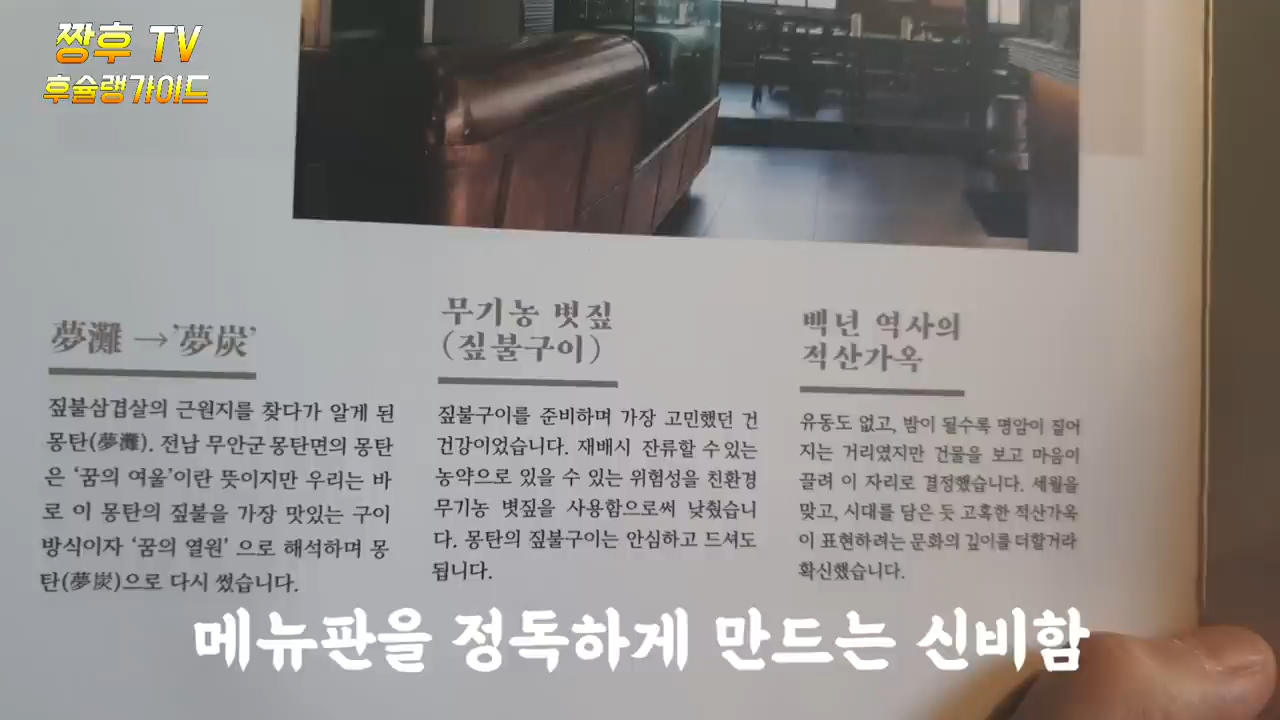 짱후 TV
후슐랭가이드
夢灘 →'夢炭'
짚불삼겹살의 근원지를 찾다가 알게 된
몽탄(夢灘). 전남 무안군 몽탄면의 몽탄
은 '꿈의 여울'이란 뜻이지만 우리는 바
로 이 몽탄의 짚불을 가장 맛있는 구이
방식이자 '꿈의 열원' 으로 해석하며 몽
탄(夢炭)으로 다시 썼습니다.
무기농 볏짚
(짚불구이)
짚불구이를 준비하며 가장 고민했던 건
건강이었습니다. 재배시 잔류할 수 있는
농약으로 있을 수 있는 위험성을 친환경
무기농 볏짚을 사용함으로써 낮췄습니
다. 몽탄의 짚불구이는 안심하고 드셔도
됩니다.
백년 역사의
적산가옥
유동도 없고, 밤이 될수록 명암이 짙어
지는 거리였지만 건물을 보고 마음이
끌려 이 자리로 결정했습니다. 세월을
맞고, 시대를 담은 듯 고혹한 적산가옥
이 표현하려는 문화의 깊이를 더할거라
확신했습니다.
메뉴판을 정독하게 만드는 신비함